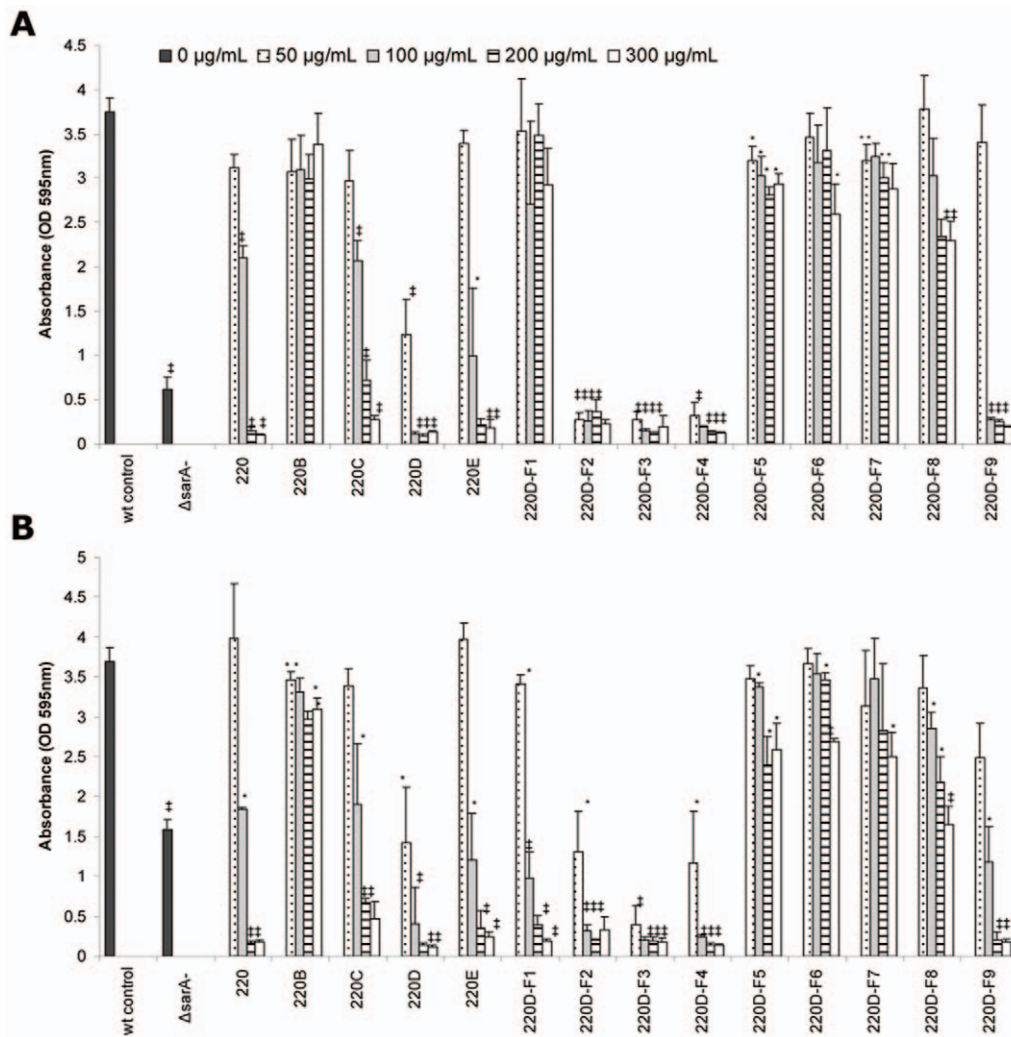 A
0 µg/mL 50 µg/mL 100 µg/mL 200 µg/mL 300 µg/mL
Absorbance (OD 595nm)
4.5
4
3.5
3
2.5
2
1.5
1
0.5
0
‡ ‡ ‡ ‡ ‡ ‡ ‡ ‡ ‡ ‡‡‡ * ‡‡ ‡‡‡‡ ‡‡‡‡ ‡ ‡‡‡ * * * * * ** ** ‡‡ ‡‡‡
wt control ΔsarA- 220 220B 220C 220D 220E 220D-F1 220D-F2 220D-F3 220D-F4 220D-F5 220D-F6 220D-F7 220D-F8 220D-F9
B
Absorbance (OD 595nm)
5
4.5
4
3.5
3
2.5
2
1.5
1
0.5
0
‡ * ‡‡ ** * * * ‡‡ * ‡ ‡‡ * ‡ ‡ * ‡ ‡ * ‡‡‡ ‡ ‡‡‡ * ‡‡‡ * * * * ‡ * * * ‡ * ‡‡
wt control ΔsarA- 220 220B 220C 220D 220E 220D-F1 220D-F2 220D-F3 220D-F4 220D-F5 220D-F6 220D-F7 220D-F8 220D-F9